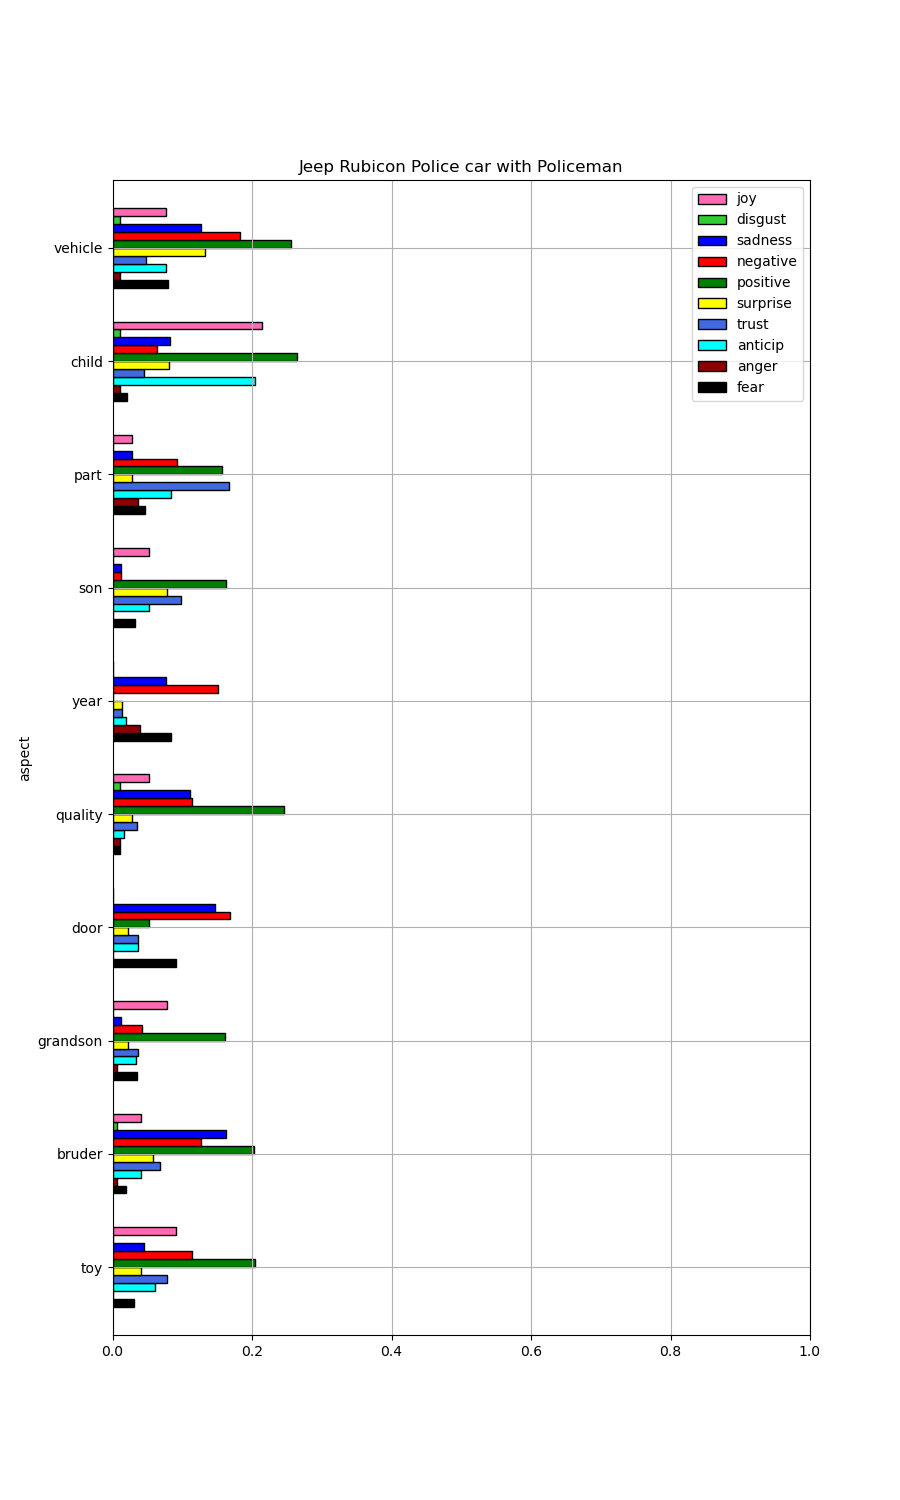 Jeep Rubicon Police car with Policeman
joy
disgust
sadness
negative
positive
surprise
trust
anticip
anger
fear
aspect
vehicle
child
part
son
year
quality
door
grandson
bruder
toy
0.0 0.2 0.4 0.6 0.8 1.0